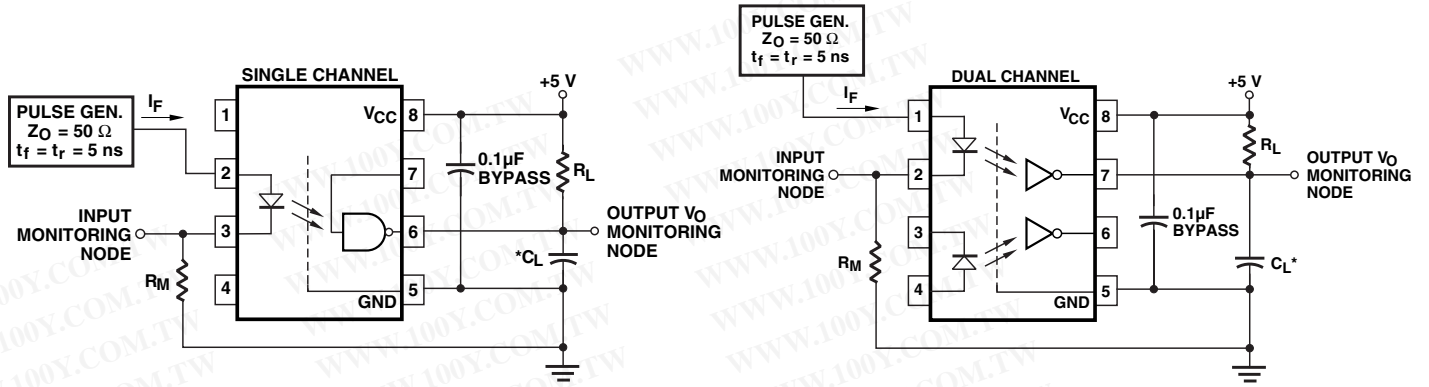 SINGLE CHANNEL
PULSE GEN.
ZO = 50 Ω
tf = tr = 5 ns
IF
1
2
3
4
VCC 8
7
6
5
GND
INPUT
MONITORING
NODE
RM
0.1µF
BYPASS
+5 V
RL
OUTPUT VO
MONITORING
NODE
*CL
PULSE GEN.
ZO = 50 Ω
tf = tr = 5 ns
DUAL CHANNEL
IF
1
2
3
4
VCC 8
7
6
5
GND
INPUT
MONITORING
NODE
RM
+5 V
RL
OUTPUT VO
MONITORING
NODE
0.1µF
BYPASS
CL*
WWW.100Y.COM.TW